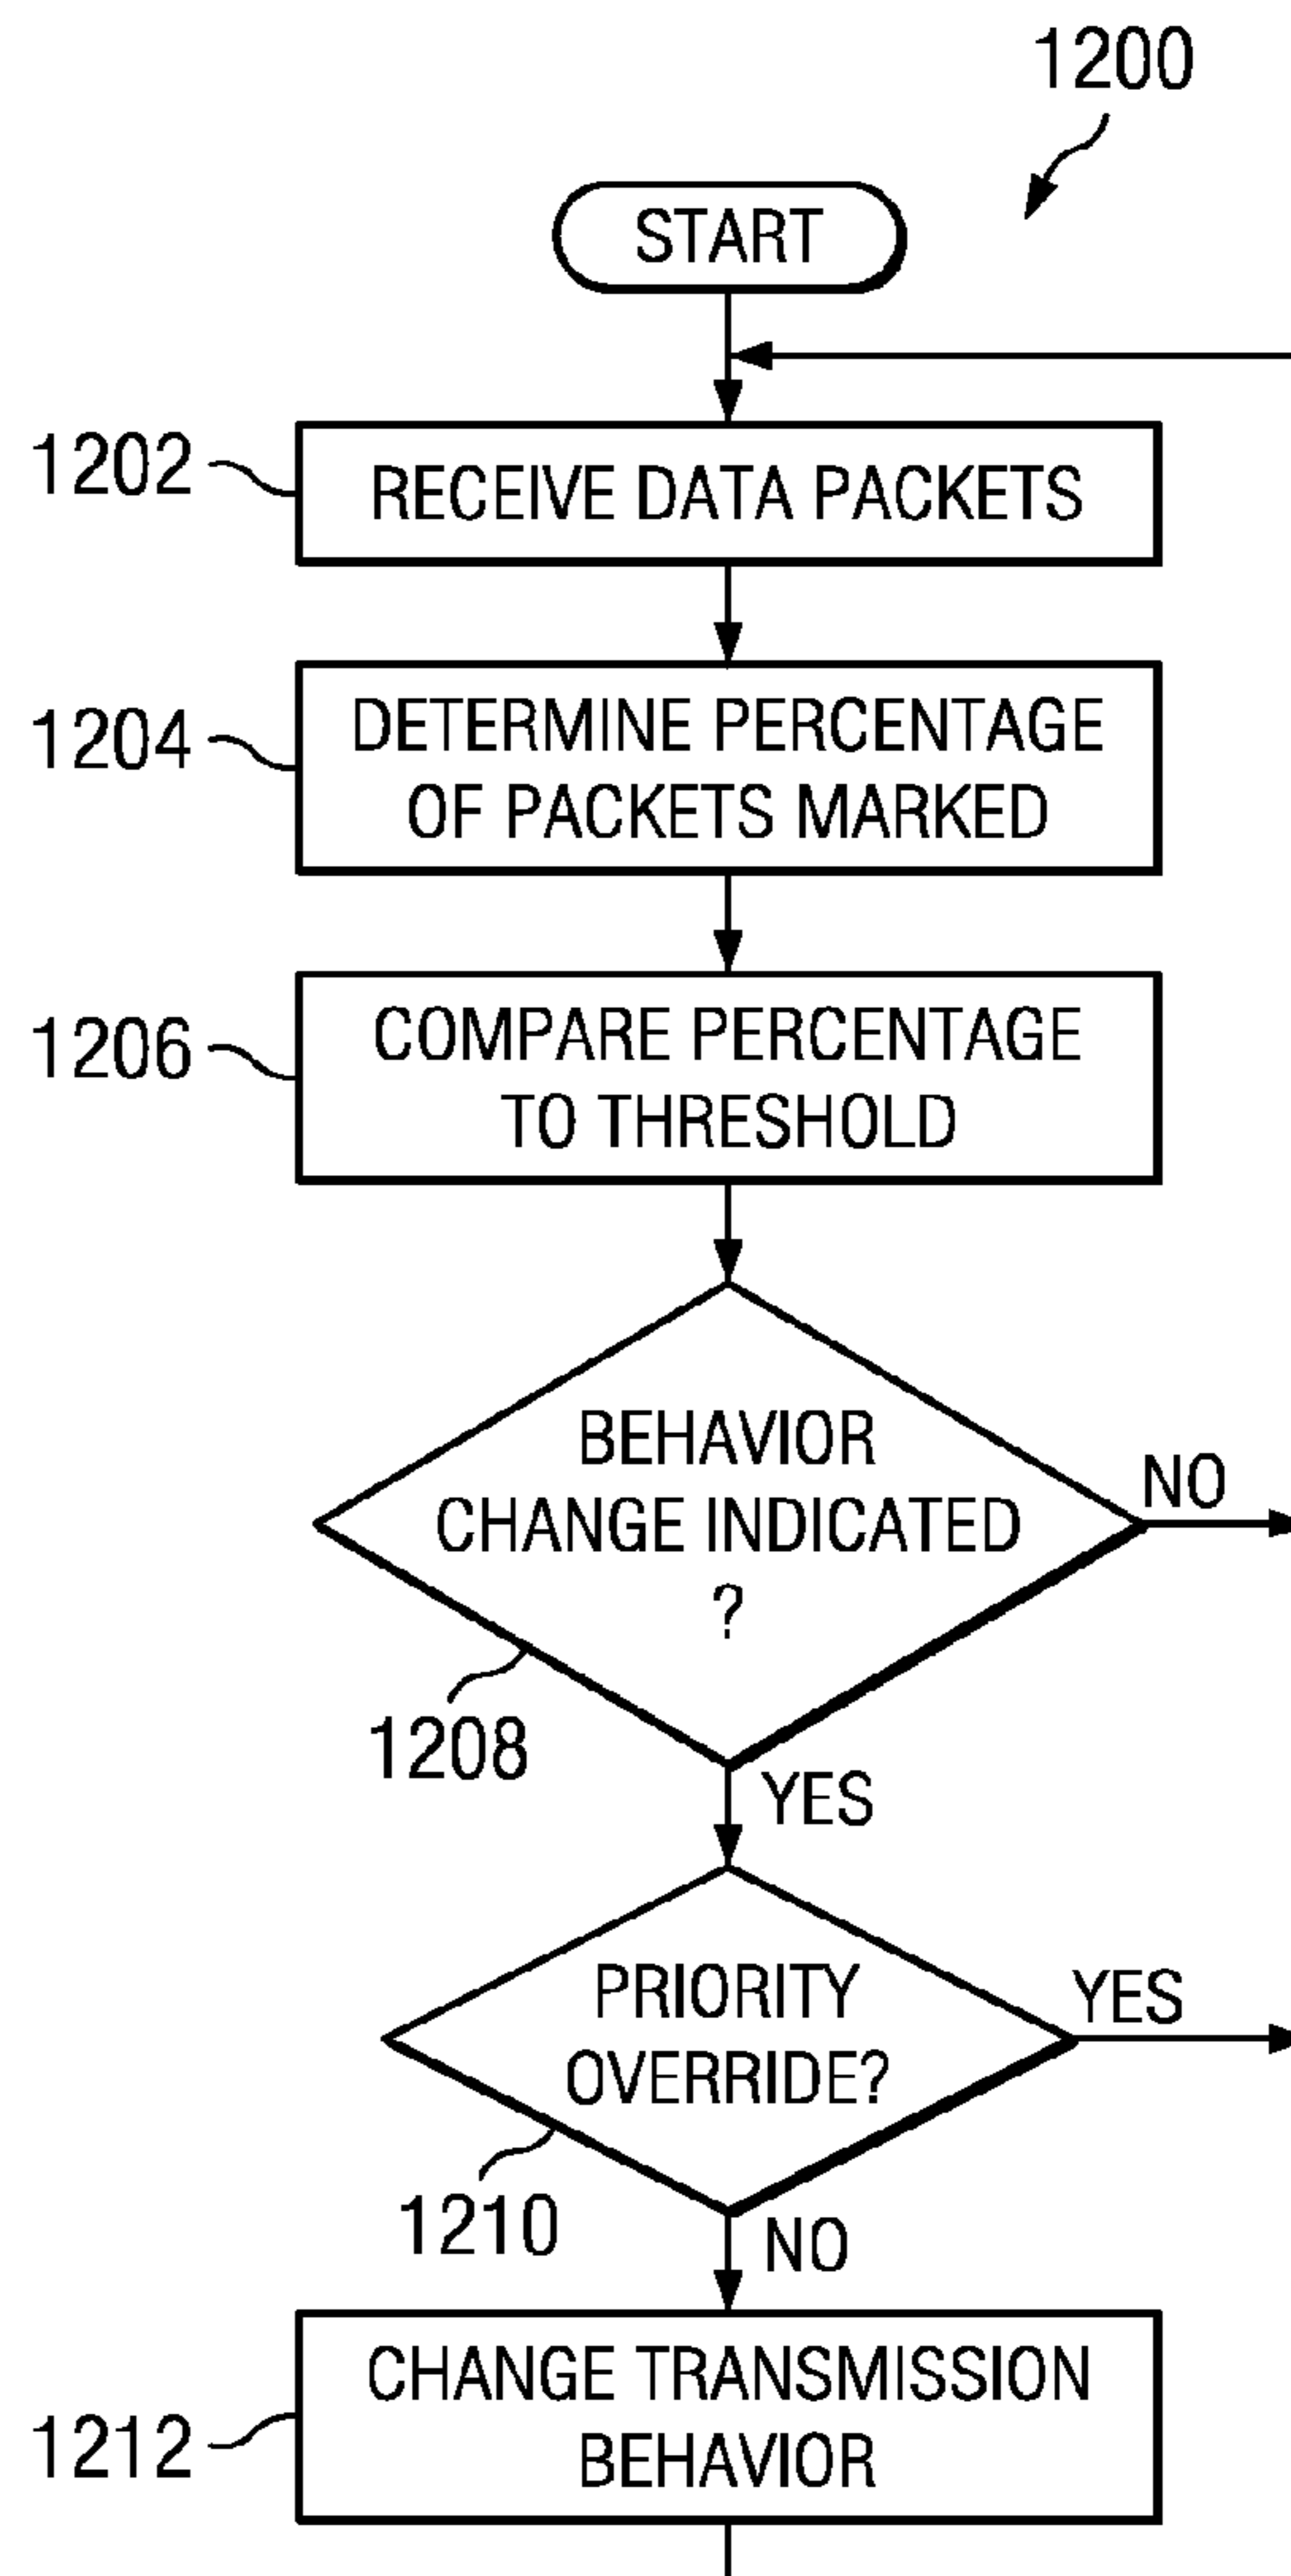 1200
START
1202
RECEIVE DATA PACKETS
1204
DETERMINE PERCENTAGE
OF PACKETS MARKED
1206
COMPARE PERCENTAGE
TO THRESHOLD
BEHAVIOR
CHANGE INDICATED
?
NO
1208
YES
PRIORITY
OVERRIDE?
YES
1210
NO
1212
CHANGE TRANSMISSION
BEHAVIOR